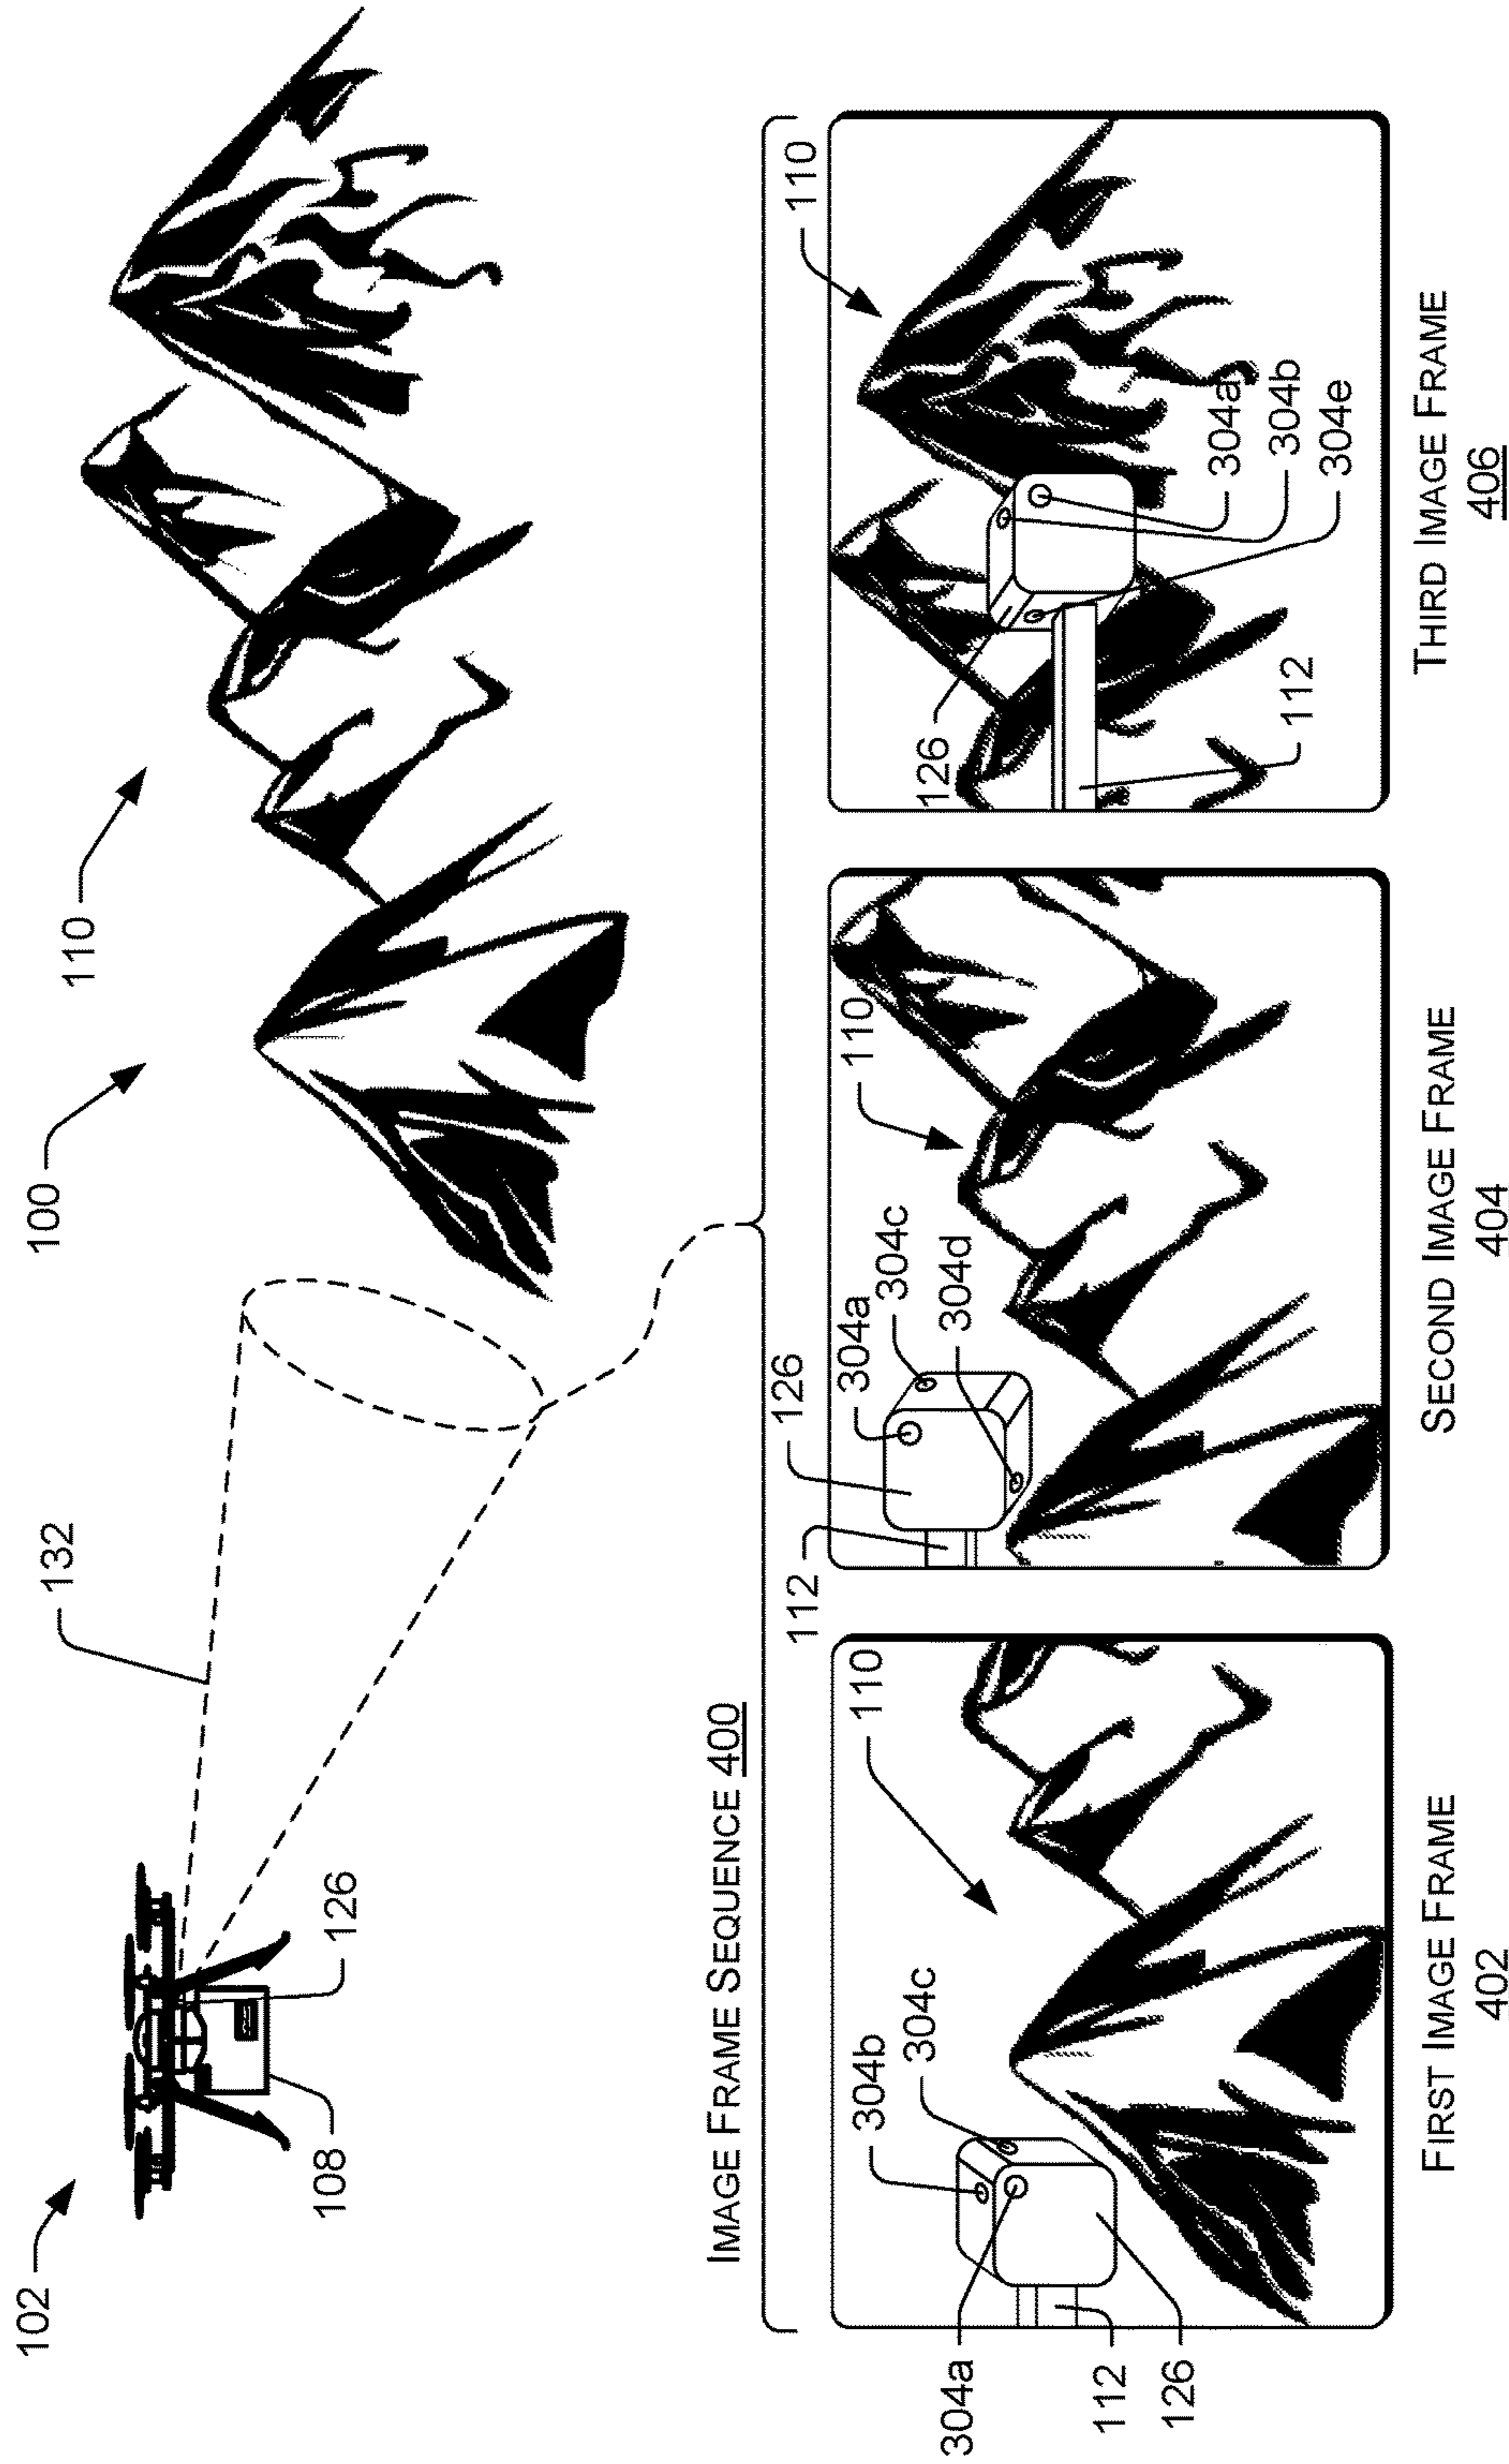 102
108
126
132
100
110
IMAGE FRAME SEQUENCE 400
304a
112
126
304b
304c
110
FIRST IMAGE FRAME
402
112
126
304a
304c
304d
110
SECOND IMAGE FRAME
404
126
112
110
304a
304b
304e
THIRD IMAGE FRAME
406